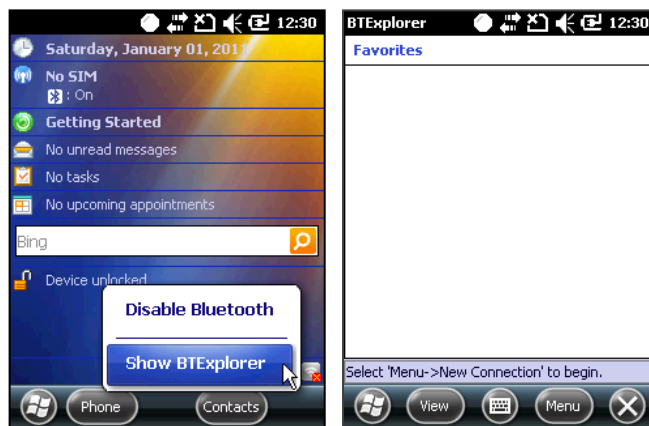 12:30
Saturday, January 01, 2011
No SIM
: On
Getting Started
No unread messages
No tasks
No upcoming appointments
Bing
Device unlocked
Disable Bluetooth
Show BTExplorer
Phone
Contacts
BTExplorer
12:30
Favorites
Select 'Menu->New Connection' to begin.
View
Menu